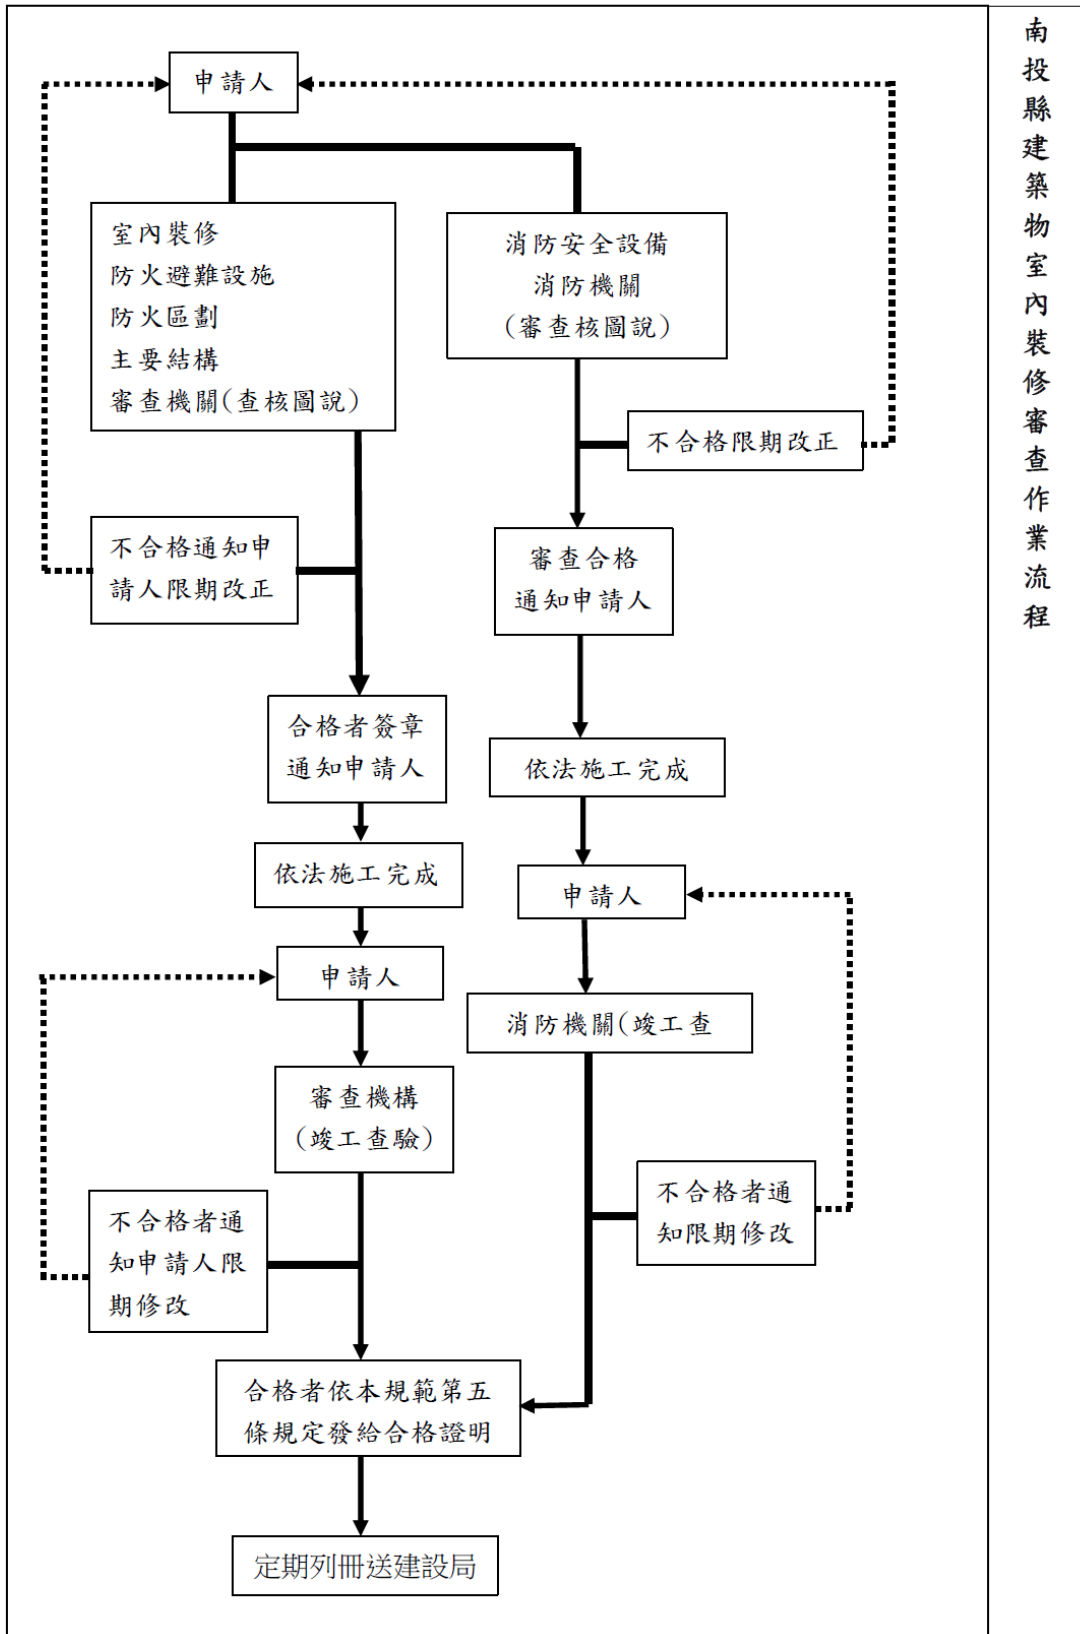 南投縣建築物室內裝修審查作業流程
申請人
室內裝修
防火避難設施
防火區劃
主要結構
審查機關(查核圖說)
消防安全設備
消防機關
(審查核圖說)
不合格限期改正
不合格通知申
請人限期改正
審查合格
通知申請人
合格者簽章
通知申請人
依法施工完成
依法施工完成
申請人
申請人
消防機關(竣工查
審查機構
(竣工查驗)
不合格者通
知限期修改
不合格者通
知申請人限
期修改
合格者依本規範第五
條規定發給合格證明
定期列冊送建設局